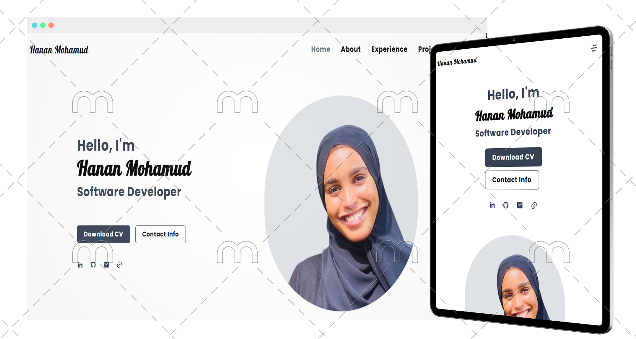 Hanan Mohamud
Home About Experience
Hello, I'm
Hanan Mohamud
Software Developer
Download CV Contact Info
Hanan Mohamud
Hello, I'm
Hanan Mohamud
Software Developer
Download CV
Contact Info